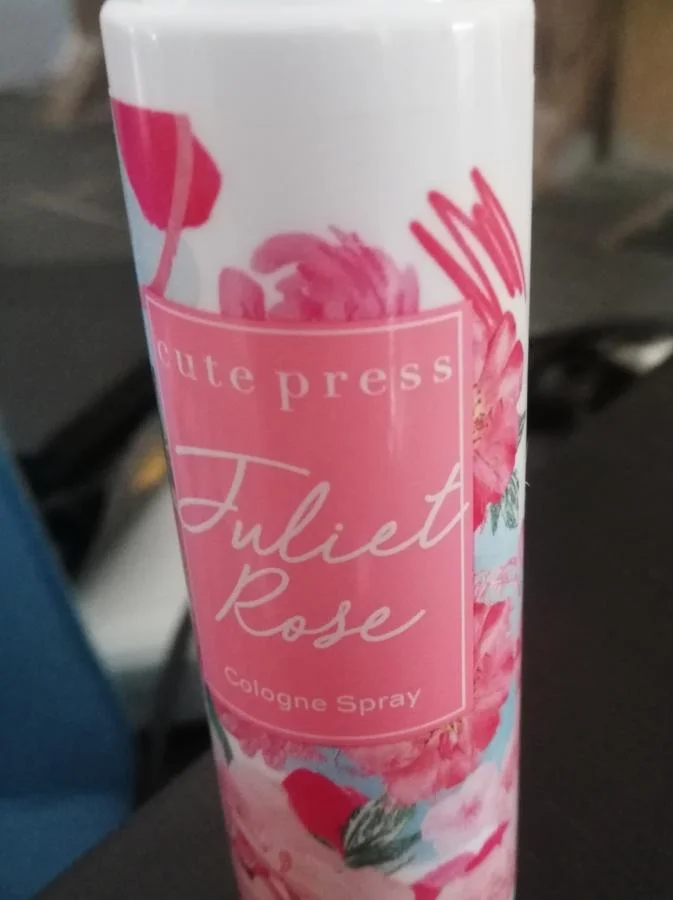 cute press
Juliet
Rose
Cologne Spray